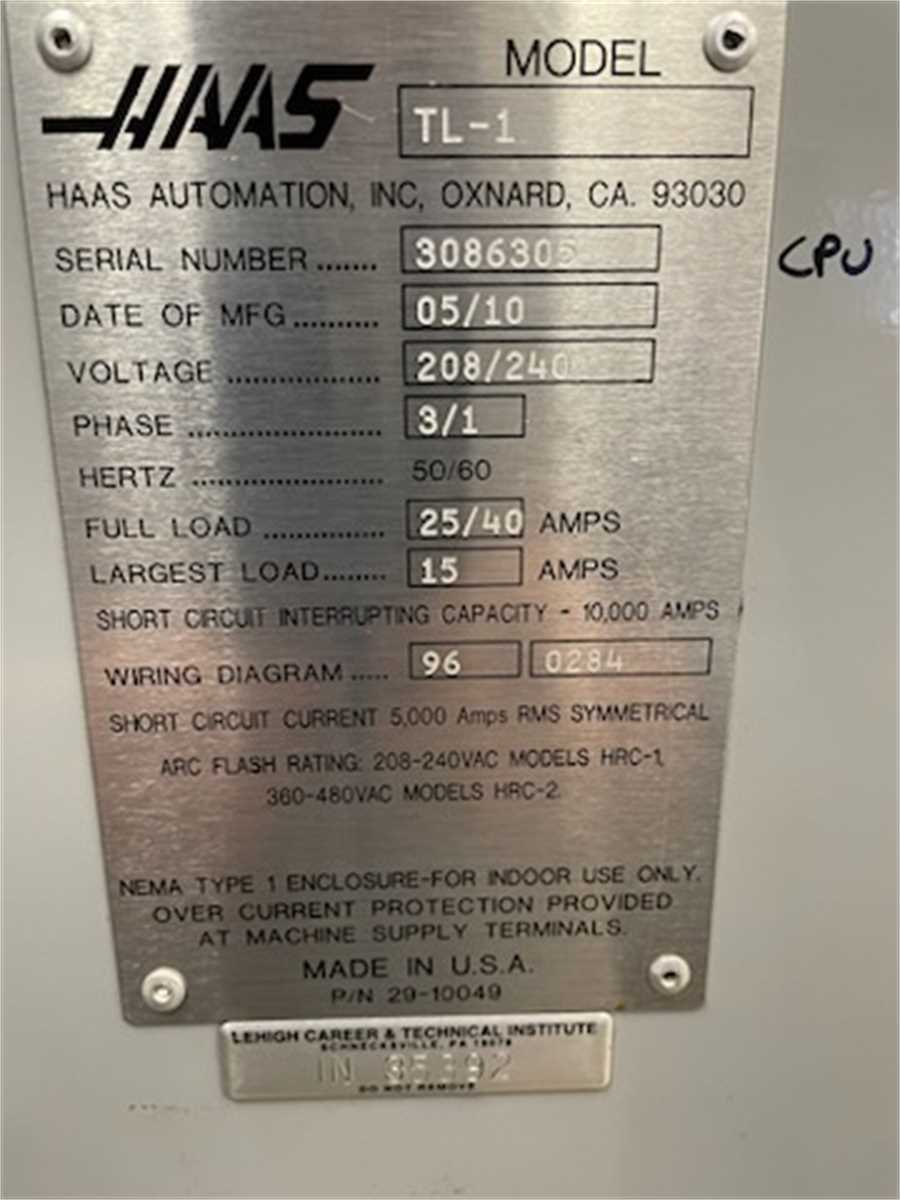 MODEL
HAAS TL-1
HAAS AUTOMATION, INC, OXNARD, CA. 93030
SERIAL NUMBER ....... 3086305
CPU
DATE OF MFG .......... 05/10
VOLTAGE .................. 208/240
PHASE ...................... 3/1
HERTZ ...................... 50/60
FULL LOAD .............. 25/40 AMPS
LARGEST LOAD ........ 15 AMPS
SHORT CIRCUIT INTERRUPTING CAPACITY - 10,000 AMPS
WIRING DIAGRAM ..... 96 0284
SHORT CIRCUIT CURRENT 5,000 Amps RMS SYMMETRICAL
ARC FLASH RATING: 208-240VAC MODELS HRC-1,
360-480VAC MODELS HRC-2.
NEMA TYPE 1 ENCLOSURE-FOR INDOOR USE ONLY.
OVER CURRENT PROTECTION PROVIDED
AT MACHINE SUPPLY TERMINALS.
MADE IN U.S.A.
P/N 29-10049
LEHIGH CAREER & TECHNICAL INSTITUTE
SCHNECKSVILLE, PA 18078
IN 35392
DO NOT REMOVE